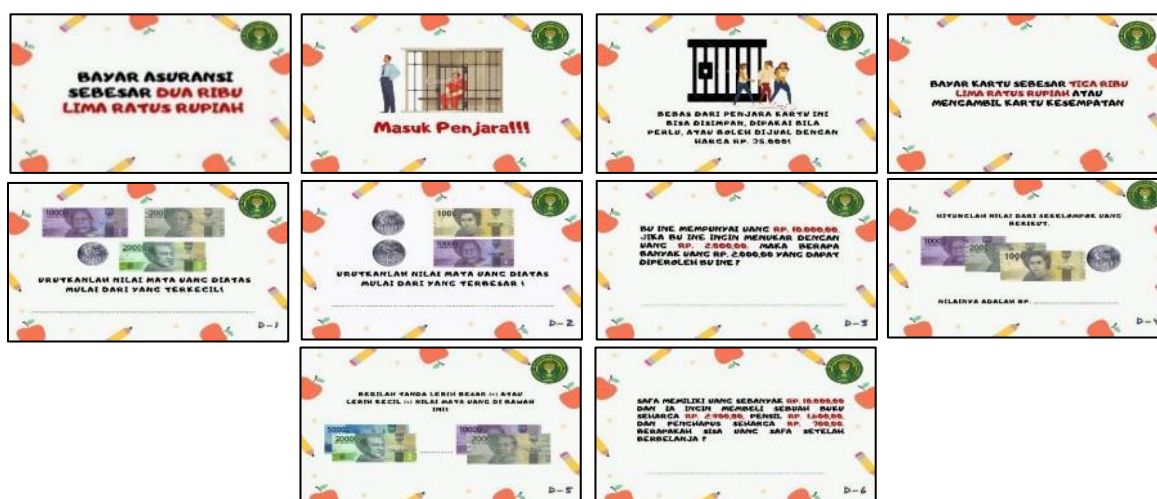 BAYAR ASURANSI
SEBESAR DUA RIBU
LIMA RATUS RUPIAH
Masuk Penjara!!!
BEBAS DARI PENJARA KARTU INI
BISA DISIMPAN, DIPAKAI BILA
PERLU, ATAU BOLEH DIJUAL DENGAN
HARGA RP. 25.000!
BAYAR KARTU SEBESAR TIGA RIBU
LIMA RATUS RUPIAH ATAU
MENGAMBIL KARTU KESEMPATAN
10000
200
20000
URUTKANLAH NILAI MATA UANG DIATAS
MULAI DARI YANG TERKECIL!
D-1
1000
10000
URUTKANLAH NILAI MATA UANG DIATAS
MULAI DARI YANG TERBESAR !
D-2
BU INE MEMPUNYAI UANG RP. 10.000,00.
JIKA BU INE INGIN MENUKAR DENGAN
UANG RP. 2.000,00. MAKA BERAPA
BANYAK UANG RP. 2.000,00 YANG DAPAT
DIPEROLEH BU INE ?
D-3
HITUNGLAH NILAI DARI SEKELOMPOK UANG
BERIKUT.
NILAINYA ADALAH RP.
D-4
BERILAH TANDA LEBIH BESAR (>) ATAU
LEBIH KECIL (<) NILAI MATA UANG DI BAWAH
INI!
D-5
SAFA MEMILIKI UANG SEBANYAK RP. 10.000,00
DAN IA INGIN MEMBELI SEBUAH BUKU
SEHARGA RP. 2.900,00, PENSIL RP. 1.600,00,
DAN PENGHAPUS SEHARGA RP. 700,00.
BERAPAKAH SISA UANG SAFA SETELAH
BERBELANJA ?
D-6